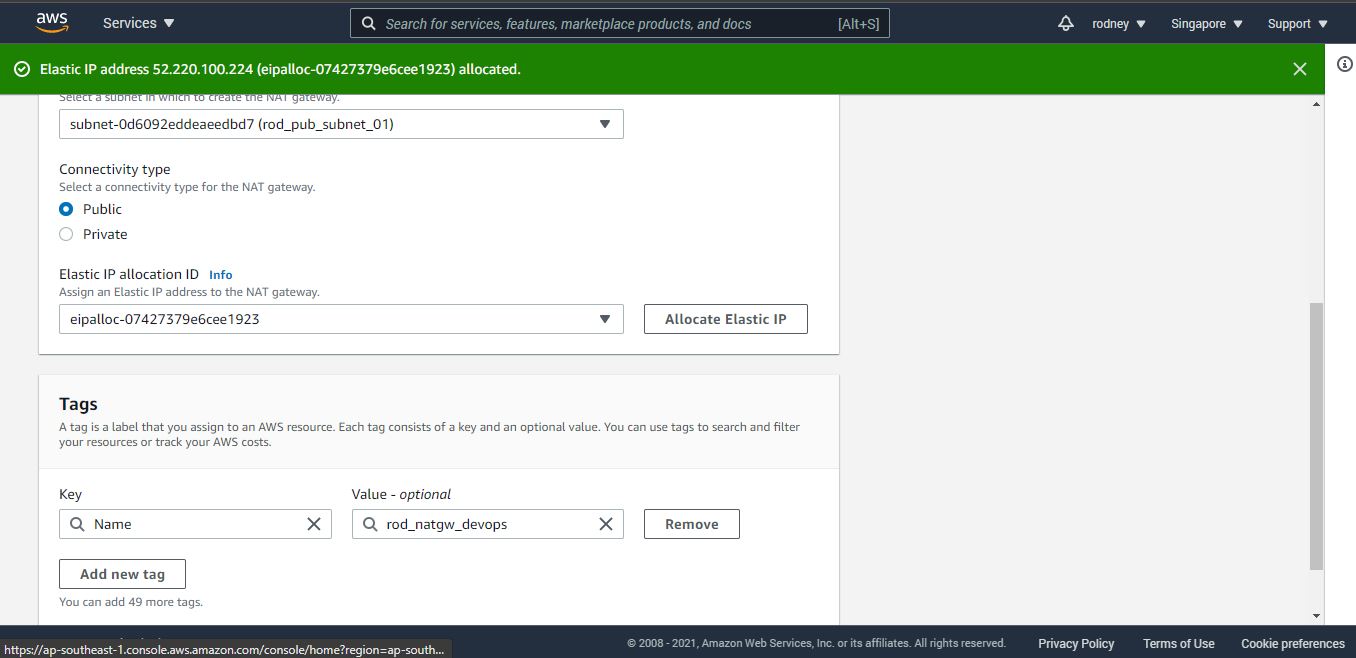 aws
Services
Search for services, features, marketplace products, and docs
[Alt+S]
rodney
Singapore
Support
Elastic IP address 52.220.100.224 (eipalloc-07427379e6cee1923) allocated.
Select a subnet in which to create the NAT gateway.
subnet-0d6092eddeaeedbd7 (rod_pub_subnet_01)
Connectivity type
Select a connectivity type for the NAT gateway.
Public
Private
Elastic IP allocation ID Info
Assign an Elastic IP address to the NAT gateway.
eipalloc-07427379e6cee1923
Allocate Elastic IP
Tags
A tag is a label that you assign to an AWS resource. Each tag consists of a key and an optional value. You can use tags to search and filter
your resources or track your AWS costs.
Key
Value - optional
Name
rod_natgw_devops
Remove
Add new tag
You can add 49 more tags.
https://ap-southeast-1.console.aws.amazon.com/console/home?region=ap-south...
© 2008 - 2021, Amazon Web Services, Inc. or its affiliates. All rights reserved.
Privacy Policy
Terms of Use
Cookie preferences